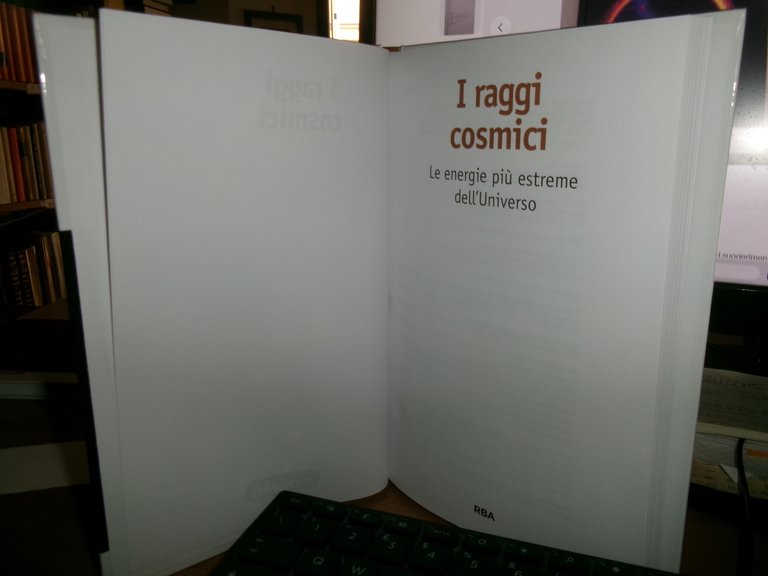 I raggi
cosmici
Le energie più estreme
dell'Universo
RBA